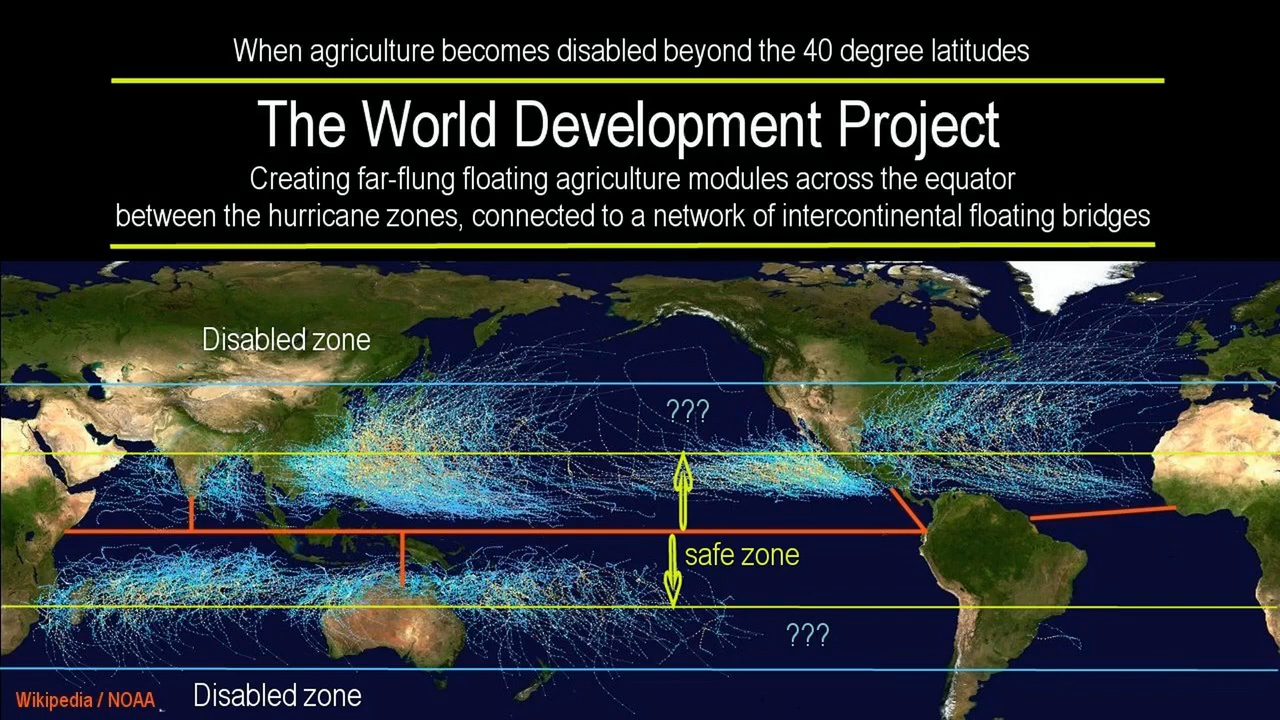 When agriculture becomes disabled beyond the 40 degree latitudes
The World Development Project
Creating far-flung floating agriculture modules across the equator
between the hurricane zones, connected to a network of intercontinental floating bridges
Disabled zone
???
safe zone
???
Wikipedia / NOAA
Disabled zone